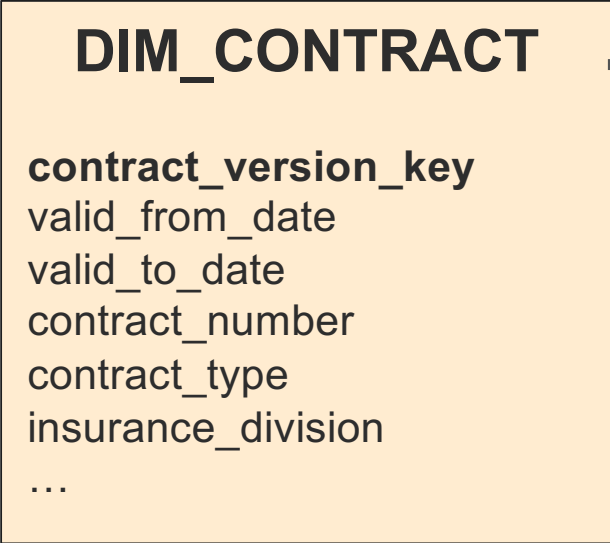 DIM_CONTRACT
contract_version_key
valid_from_date
valid_to_date
contract_number
contract_type
insurance_division
…